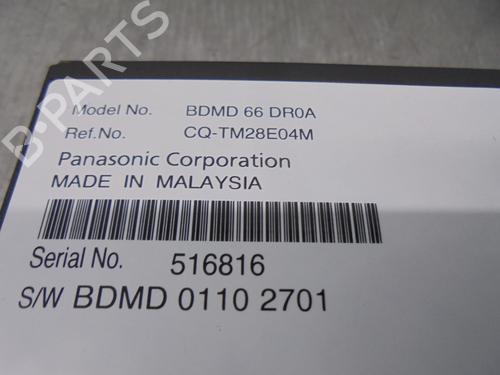 B-PARTS
Model No. BDMD 66 DR0A
Ref.No. CQ-TM28E04M
Panasonic Corporation
MADE IN MALAYSIA
Serial No. 516816
S/W BDMD 0110 2701